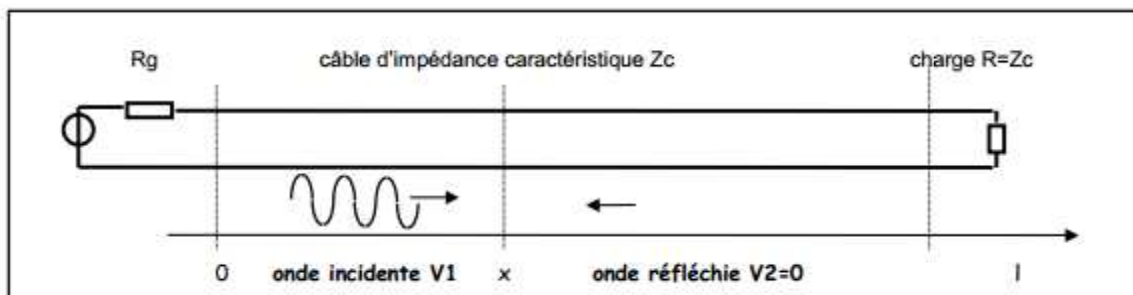 Rg câble d'impédance caractéristique Zc charge R=Zc
0 onde incidente V1 x onde réfléchie V2=0 l